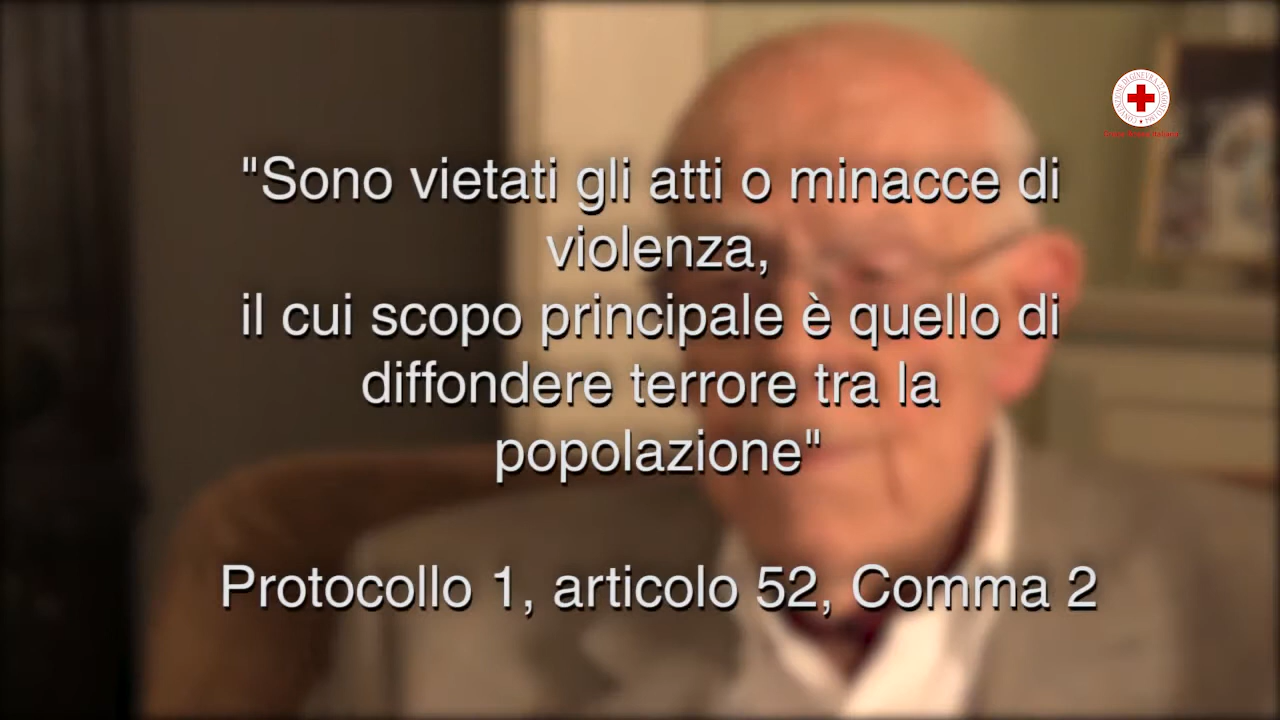 "Sono vietati gli atti o minacce di
violenza,
il cui scopo principale è quello di
diffondere terrore tra la
popolazione"
Protocollo 1, articolo 52, Comma 2